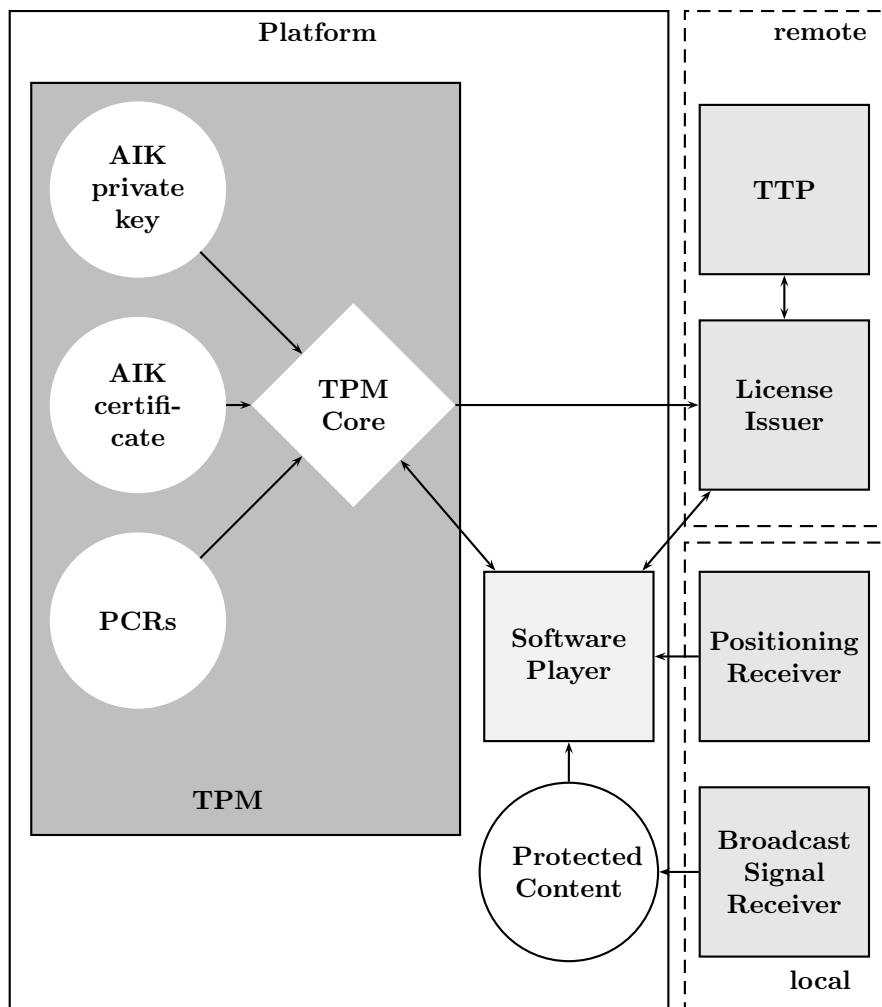 Platform
remote
AIK
private
key
TTP
AIK
certifi-
cate
TPM
Core
License
Issuer
PCRs
Software
Player
Positioning
Receiver
TPM
Protected
Content
Broadcast
Signal
Receiver
local